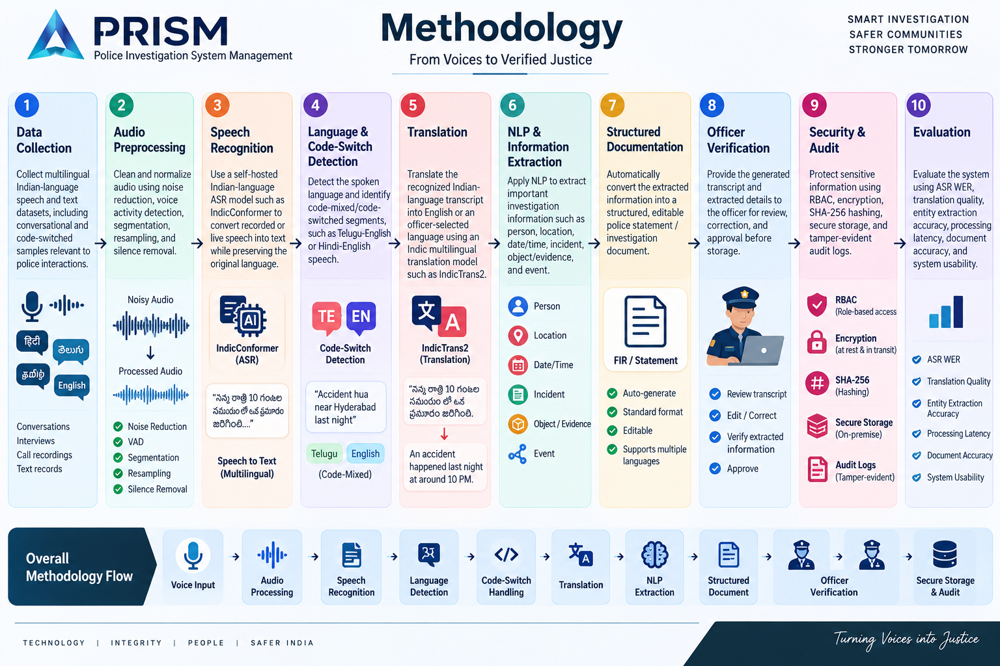 PRISM
Police Investigation System Management
Methodology
From Voices to Verified Justice
SMART INVESTIGATION
SAFER COMMUNITIES
STRONGER TOMORROW
1
Data
Collection
Collect multilingual
Indian-language
speech and text
datasets, including
conversational and
code-switched
samples relevant to
police interactions.
తెలుగు
English
Conversations
Interviews
Call recordings
Text records
2
Audio
Preprocessing
Clean and normalize
audio using noise
reduction, voice
activity detection,
segmentation,
resampling, and
silence removal.
Noisy Audio
Processed Audio
Noise Reduction
VAD
Segmentation
Resampling
Silence Removal
3
Speech
Recognition
Use a self-hosted
Indian-language
ASR model such as
IndicConformer to
convert recorded or
live speech into text
while preserving the
original language.
AI
IndicConformer
(ASR)
"నన్న రాత్రి 10
జరిగించి...."
Speech to Text
(Multilingual)
4
Language &
Code-Switch
Detection
Detect the spoken
language and identify
code-mixed/code-
switched segments,
such as Telugu-English
or Hindi-English
speech.
TE
EN
Code-Switch
Detection
"Accident hua
near Hyderabad
last night"
Telugu
English
(Code-Mixed)
5
Translation
Translate the
recognized Indian-
language transcript
into English or an
officer-selected
language using an
Indic multilingual
translation model
such as IndicTrans2.
文
A
IndicTrans2
(Translation)
"నన్న రాత్రి 10
జరిగించి.
An accident
happened last night
at around 10 PM.
6
NLP &
Information
Extraction
Apply NLP to extract
important
investigation
information such as
person, location,
date/time, incident,
object/evidence,
and event.
Person
Location
Date/Time
Incident
Object / Evidence
Event
7
Structured
Documentation
Automatically
convert the extracted
information into a
structured, editable
police statement /
investigation
document.
FIR / Statement
Auto-generate
Standard format
Editable
Supports multiple
languages
8
Officer
Verification
Provide the generated
transcript and
extracted details to
the officer for review,
correction, and
approval before
storage.
Review transcript
Edit / Correct
Verify extracted
information
Approve
9
Security &
Audit
Protect sensitive
information using
RBAC, encryption,
SHA-256 hashing,
secure storage, and
tamper-evident
audit logs.
RBAC
(Role-based access
Encryption
(at rest & in transit)
#
SHA-256
(Hashing)
Secure Storage
(On-premise)
Audit Logs
(Tamper-evident)
10
Evaluation
Evaluate the system
using ASR WER,
translation quality,
entity extraction
accuracy, processing
latency, document
accuracy, and
system usability.
ASR WER
Translation Quality
Entity Extraction
Accuracy
Processing Latency
Document Accuracy
System Usability
Overall
Methodology Flow
Voice Input
Audio
Processing
Speech
Recognition
Language
Detection
</>
Code-Switch
Handling
文
A
Translation
NLP
Extraction
Structured
Document
Officer
Verification
Secure Storage
& Audit
TECHNOLOGY | INTEGRITY | PEOPLE | SAFER INDIA
Turning Voices into Justice